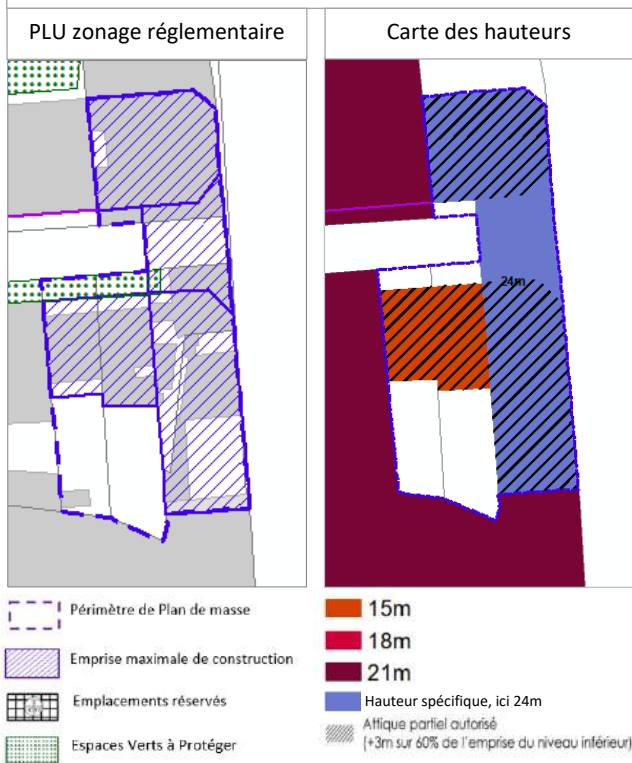 PLU zonage réglementaire
Carte des hauteurs
24m
Périmètre de Plan de masse
Emprise maximale de construction
Emplacements réservés
Espaces Verts à Protéger
15m
18m
21m
Hauteur spécifique, ici 24m
Attique partiel autorisé
(+3m sur 60% de l'emprise du niveau inférieur)